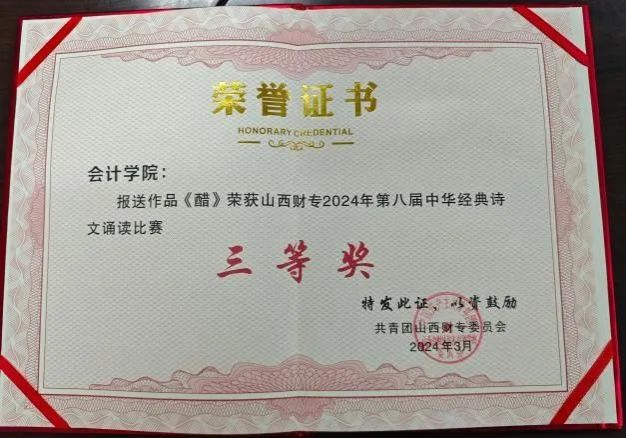 荣誉证书
HONORARY CREDENTIAL
会计学院：
报送作品《醋》荣获山西财专2024年第八届中华经典诗
文诵读比赛
三等奖
特发此证，以资鼓励
共青团山西财专委员会
2024年3月